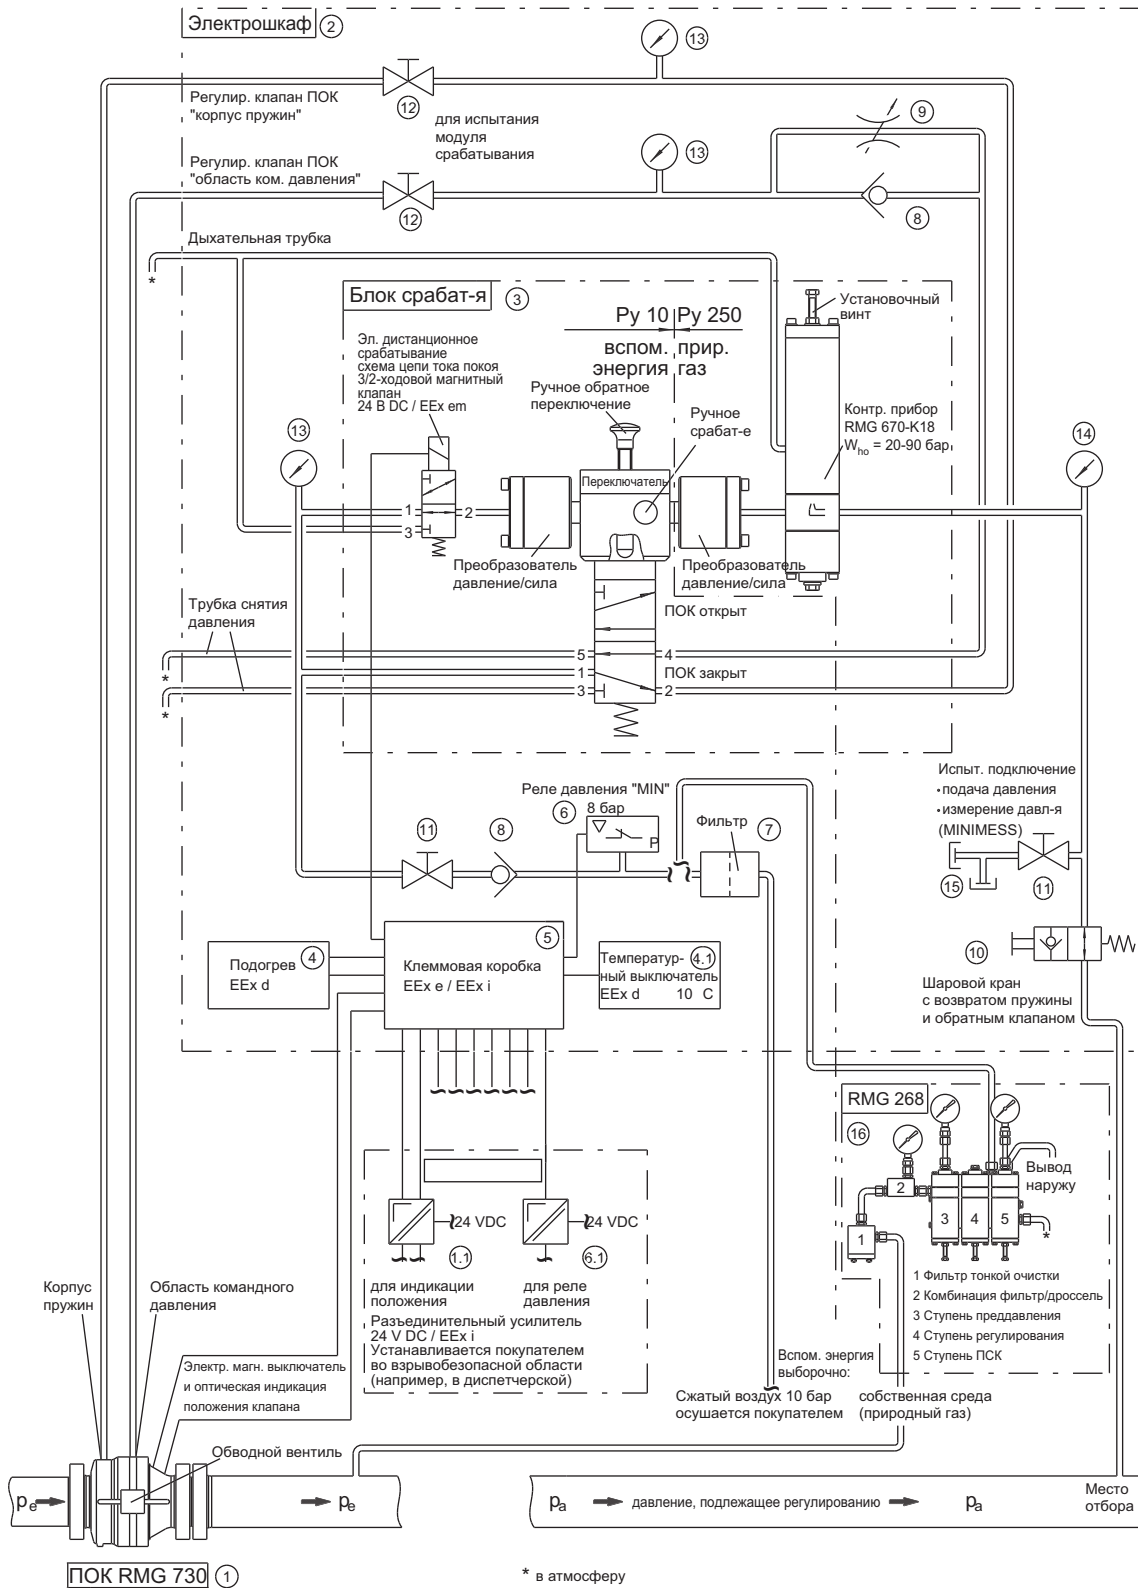 Электрошкаф 2
13
Регулир. клапан ПОК
"корпус пружин"
12
для испытания
модуля
срабатывания
9
13
Регулир. клапан ПОК
"область ком. давления"
12
8
Дыхательная трубка
*
Блок срабат-я 3
Ру 10 Ру 250
вспом. прир.
энергия газ
Установочный
винт
Эл. дистанционное
срабатывание
схема цепи тока покоя
3/2-ходовой магнитный
клапан
24 В DC / EEx em
Ручное обратное
переключение
Ручное
срабат-е
Контр. прибор
RMG 670-K18
Who = 20-90 бар
13
14
Переключатель
1
2
3
Преобразователь
давление/сила
Преобразователь
давление/сила
ПОК открыт
Трубка снятия
давления
5
4
*
1
ПОК закрыт
3
2
*
Испыт. подключение
•подача давления
•измерение давл-я
(MINIMESS)
Реле давления "MIN"
6 8 бар
P
Фильтр 7
11
8
15
11
10
Шаровой кран
с возвратом пружины
и обратным клапаном
Подогрев 4
EEx d
5
Клеммовая коробка
EEx e / EEx i
Температур- 4.1
ный выключатель
EEx d 10 C
RMG 268
16
Вывод
наружу
1
2
3
4
5
*
1 Фильтр тонкой очистки
2 Комбинация фильтр/дроссель
3 Ступень преддавления
4 Ступень регулирования
5 Ступень ПСК
24 VDC
24 VDC
1.1
6.1
для индикации
положения
для реле
давления
Разъединительный усилитель
24 V DC / EEx i
Устанавливается покупателем
во взрывобезопасной области
(например, в диспетчерской)
Корпус
пружин
Область командного
давления
Электр. магн. выключатель
и оптическая индикация
положения клапана
Вспом. энергия
выборочно:
Сжатый воздух 10 бар
осушается покупателем
собственная среда
(природный газ)
Обводной вентиль
pe
pe
pa
давление, подлежащее регулированию
pa
Место
отбора
ПОК RMG 730 1
* в атмосферу